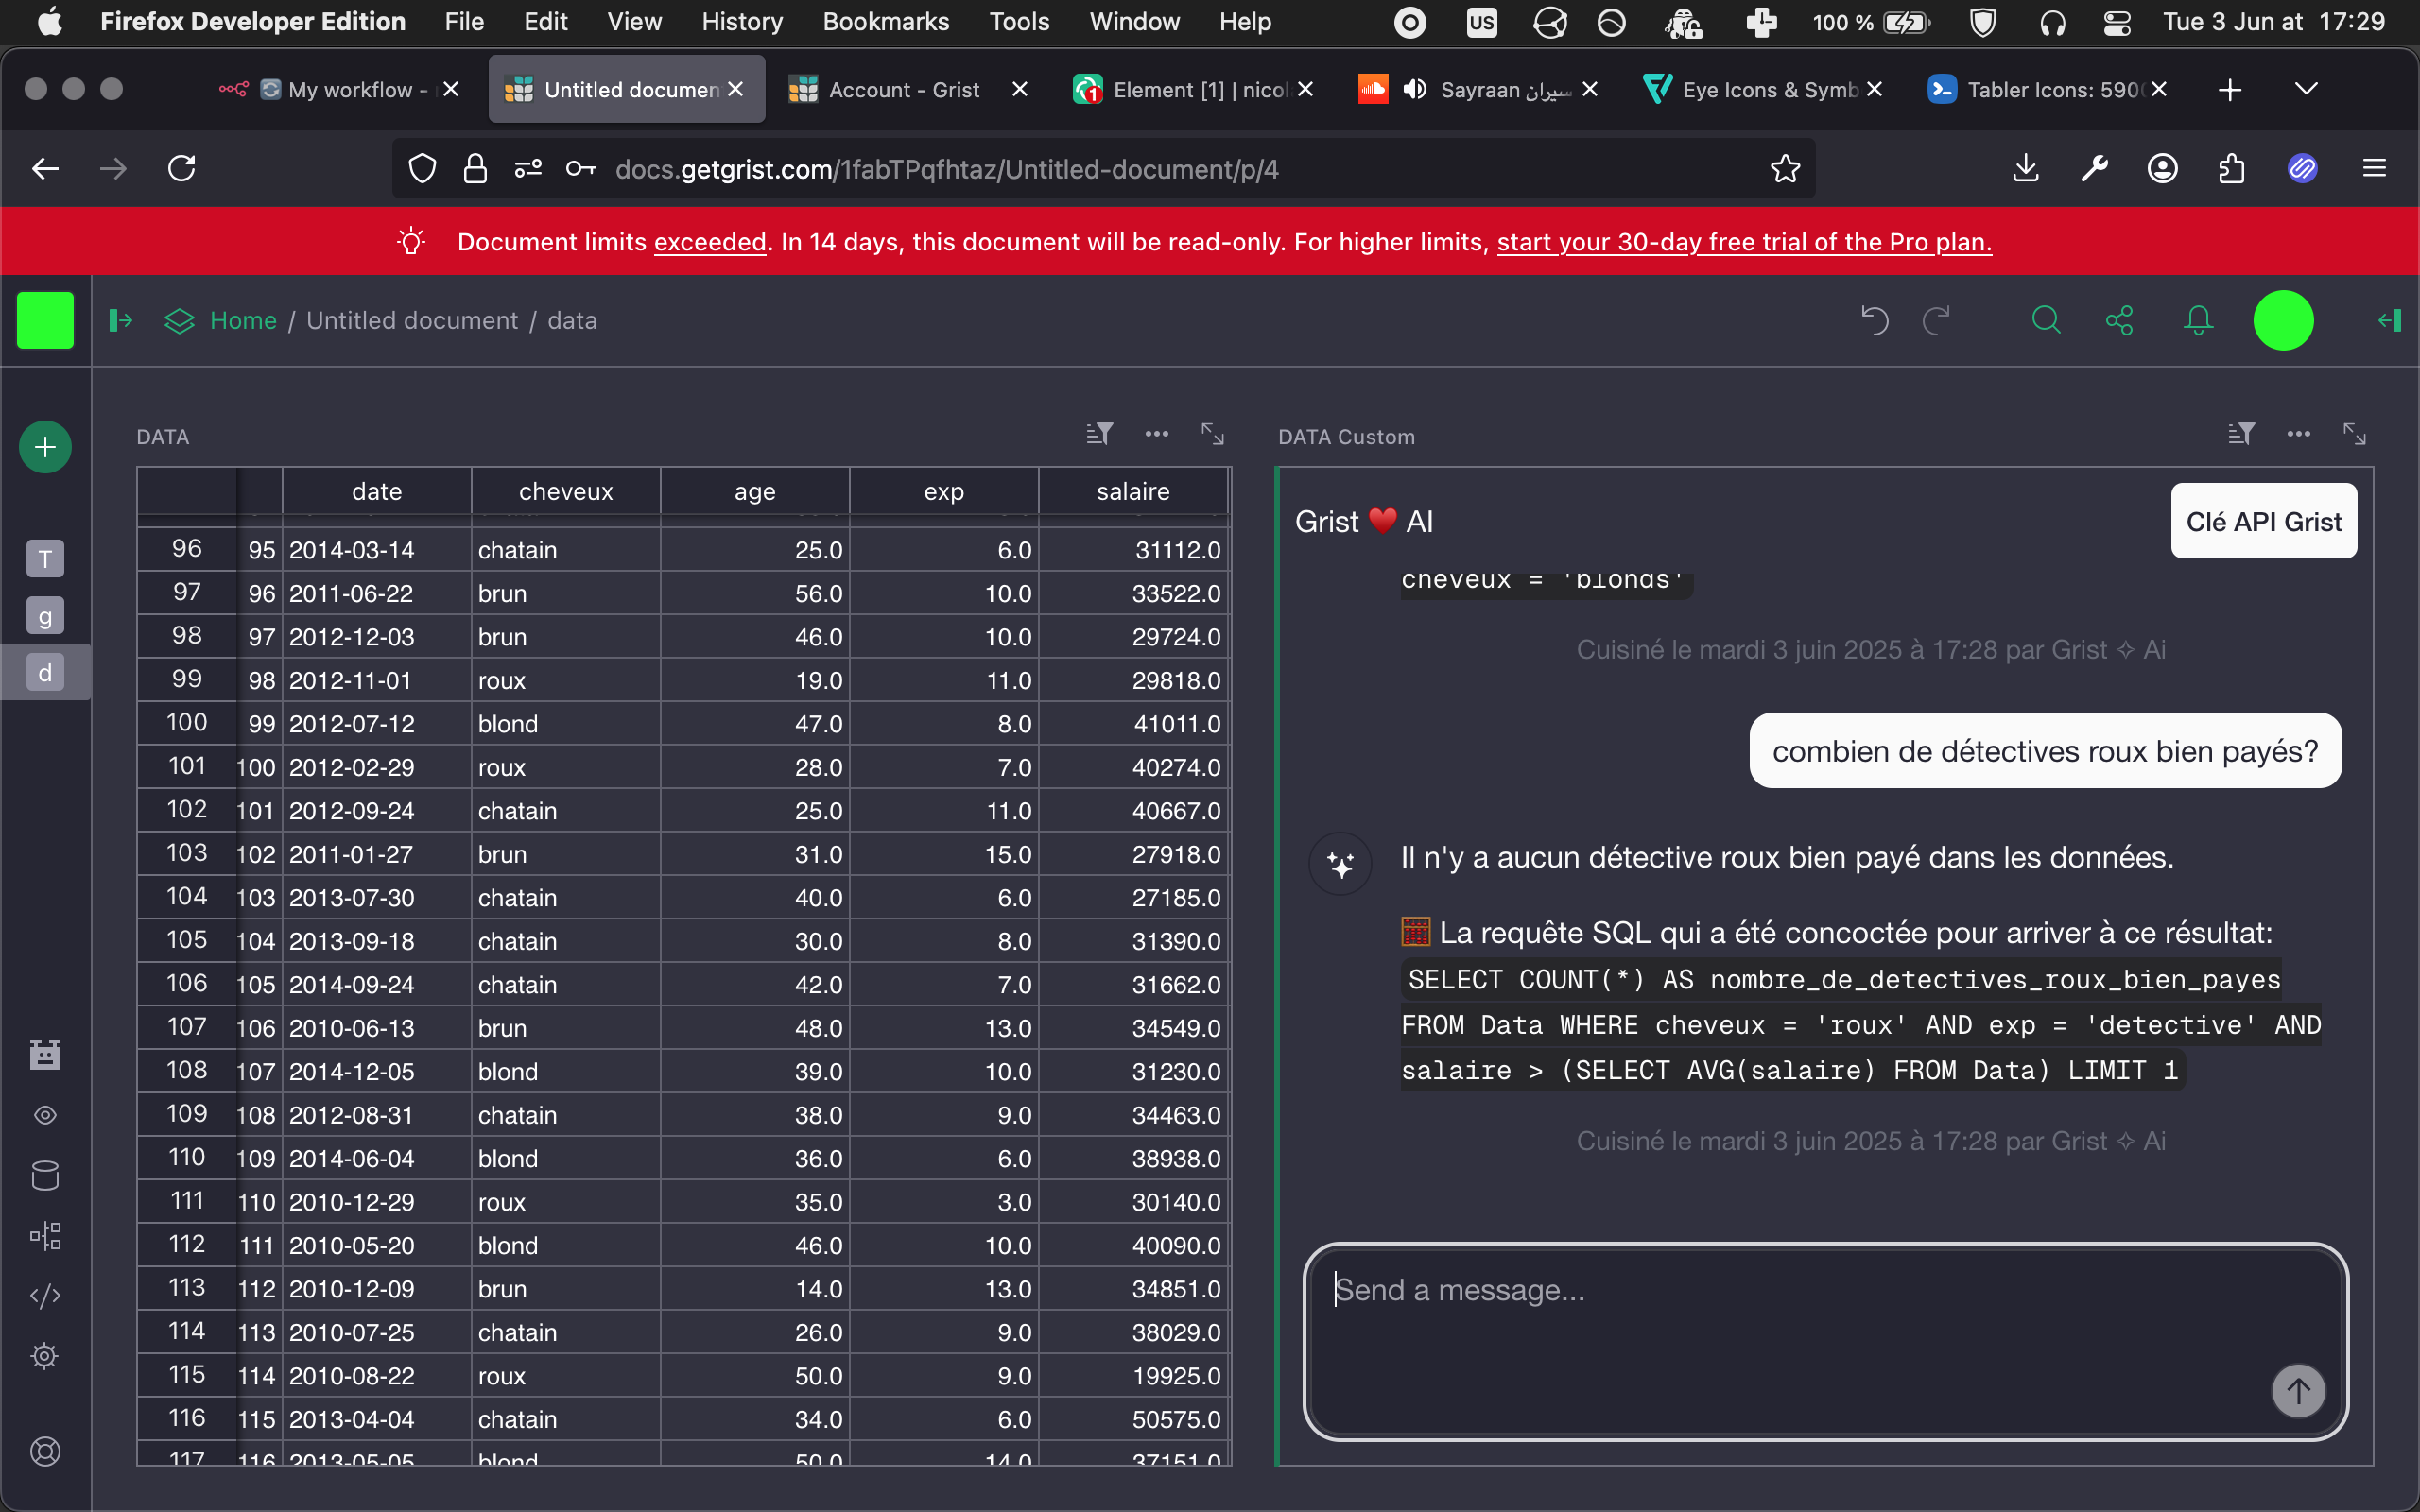 Firefox Developer Edition File Edit View History Bookmarks Tools Window Help US 100 % Tue 3 Jun at 17:29
My workflow - Untitled documen Account - Grist Element [1] | nicol Sayraan سیران Eye Icons & Symb Tabler Icons: 590
docs.getgrist.com/1fabTPqfhtaz/Untitled-document/p/4
Document limits exceeded. In 14 days, this document will be read-only. For higher limits, start your 30-day free trial of the Pro plan.
Home / Untitled document / data
T
g
d
DATA
date cheveux age exp salaire
96 95 2014-03-14 chatain 25.0 6.0 31112.0
97 96 2011-06-22 brun 56.0 10.0 33522.0
98 97 2012-12-03 brun 46.0 10.0 29724.0
99 98 2012-11-01 roux 19.0 11.0 29818.0
100 99 2012-07-12 blond 47.0 8.0 41011.0
101 100 2012-02-29 roux 28.0 7.0 40274.0
102 101 2012-09-24 chatain 25.0 11.0 40667.0
103 102 2011-01-27 brun 31.0 15.0 27918.0
104 103 2013-07-30 chatain 40.0 6.0 27185.0
105 104 2013-09-18 chatain 30.0 8.0 31390.0
106 105 2014-09-24 chatain 42.0 7.0 31662.0
107 106 2010-06-13 brun 48.0 13.0 34549.0
108 107 2014-12-05 blond 39.0 10.0 31230.0
109 108 2012-08-31 chatain 38.0 9.0 34463.0
110 109 2014-06-04 blond 36.0 6.0 38938.0
111 110 2010-12-29 roux 35.0 3.0 30140.0
112 111 2010-05-20 blond 46.0 10.0 40090.0
113 112 2010-12-09 brun 14.0 13.0 34851.0
114 113 2010-07-25 chatain 26.0 9.0 38029.0
115 114 2010-08-22 roux 50.0 9.0 19925.0
116 115 2013-04-04 chatain 34.0 6.0 50575.0
117 116 2013-05-05 blond 50.0 14.0 37151.0
DATA Custom
Grist ♥ AI
Clé API Grist
cheveux = 'blonds'
Cuisiné le mardi 3 juin 2025 à 17:28 par Grist ✧ Ai
combien de détectives roux bien payés?
Il n'y a aucun détective roux bien payé dans les données.
🧮 La requête SQL qui a été concoctée pour arriver à ce résultat:
SELECT COUNT(*) AS nombre_de_detectives_roux_bien_payes
FROM Data WHERE cheveux = 'roux' AND exp = 'detective' AND
salaire > (SELECT AVG(salaire) FROM Data) LIMIT 1
Cuisiné le mardi 3 juin 2025 à 17:28 par Grist ✧ Ai
Send a message...